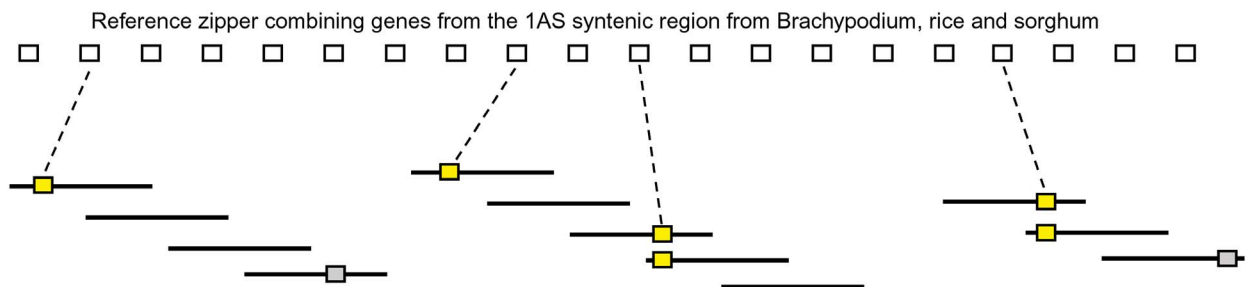 Reference zipper combining genes from the 1AS syntenic region from Brachypodium, rice and sorghum